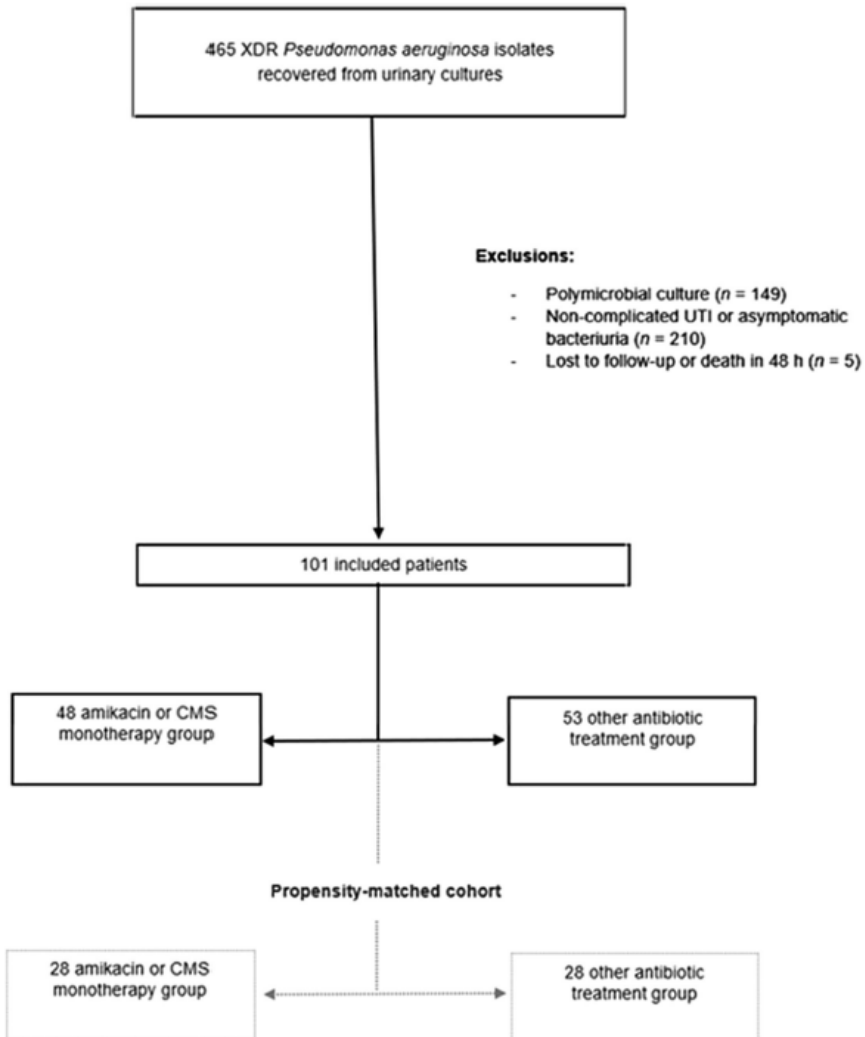 465 XDR Pseudomonas aeruginosa isolates
recovered from urinary cultures
Exclusions:
- Polymicrobial culture (n = 149)
- Non-complicated UTI or asymptomatic
bacteriuria (n = 210)
- Lost to follow-up or death in 48 h (n = 5)
101 included patients
48 amikacin or CMS
monotherapy group
53 other antibiotic
treatment group
Propensity-matched cohort
28 amikacin or CMS
monotherapy group
28 other antibiotic
treatment group